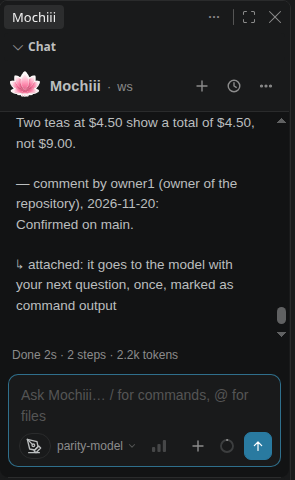 Mochiii
Chat
Mochiii · ws
Two teas at $4.50 show a total of $4.50,
not $9.00.
— comment by owner1 (owner of the
repository), 2026-11-20:
Confirmed on main.
↳ attached: it goes to the model with
your next question, once, marked as
command output
Done 2s · 2 steps · 2.2k tokens
Ask Mochiii… / for commands, @ for
files
parity-model